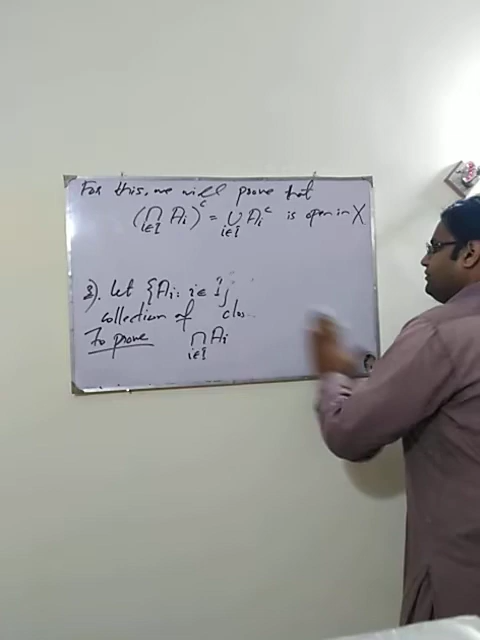 For this, we will prove that
(∩ Ai)ᶜ = ∪ Aiᶜ is open in X
i∈I i∈I
2). Let {Ai : i ∈ I}
collection of clos
To prove ∩ Ai
i∈I